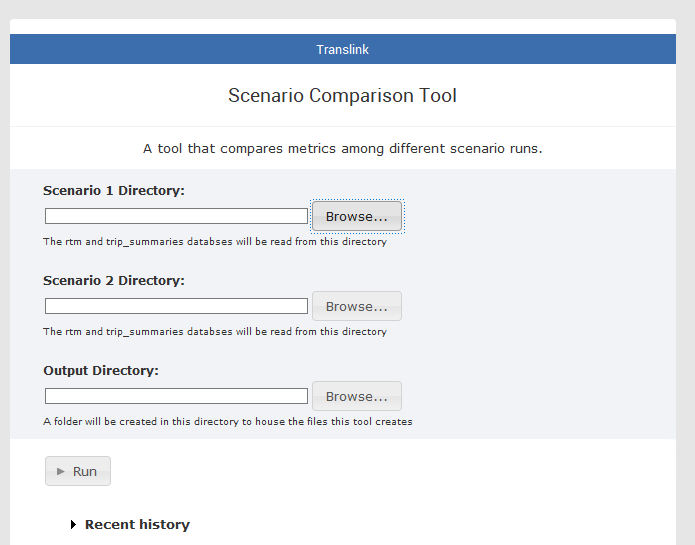 Translink
Scenario Comparison Tool
A tool that compares metrics among different scenario runs.
Scenario 1 Directory:
Browse...
The rtm and trip_summaries databses will be read from this directory
Scenario 2 Directory:
Browse...
The rtm and trip_summaries databses will be read from this directory
Output Directory:
Browse...
A folder will be created in this directory to house the files this tool creates
Run
Recent history